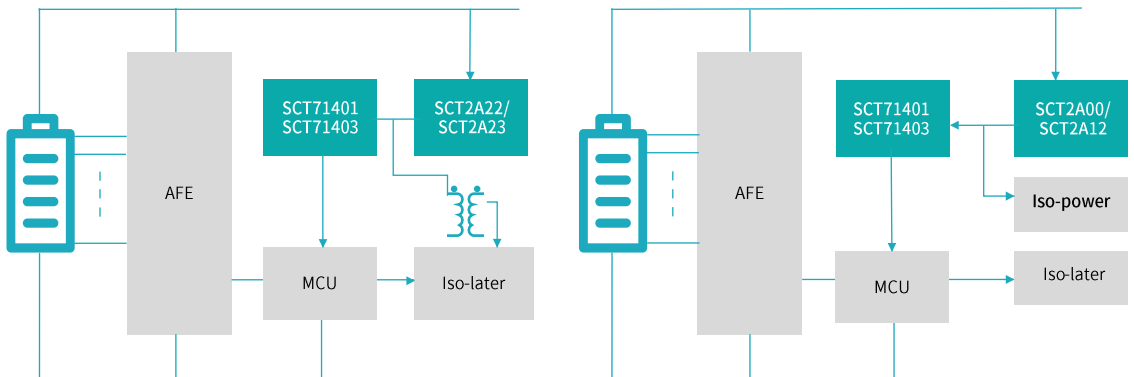 SCT71401
SCT71403
SCT2A22/
SCT2A23
AFE
MCU
Iso-later
SCT71401
SCT71403
SCT2A00/
SCT2A12
AFE
Iso-power
MCU
Iso-later